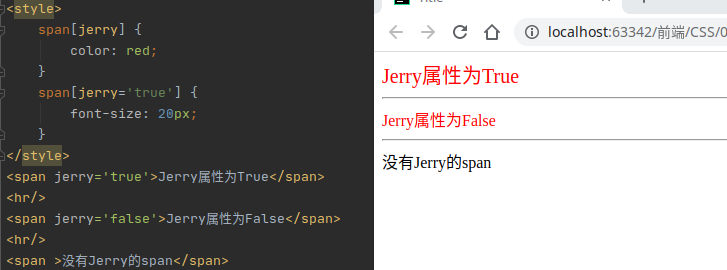 <style>
span[jerry] {
color: red;
}
span[jerry='true'] {
font-size: 20px;
}
</style>
<span jerry='true'>Jerry属性为True</span>
<hr/>
<span jerry='false'>Jerry属性为False</span>
<hr/>
<span >没有Jerry的span</span>
localhost:63342/前端/CSS/0
Jerry属性为True
Jerry属性为False
没有Jerry的span